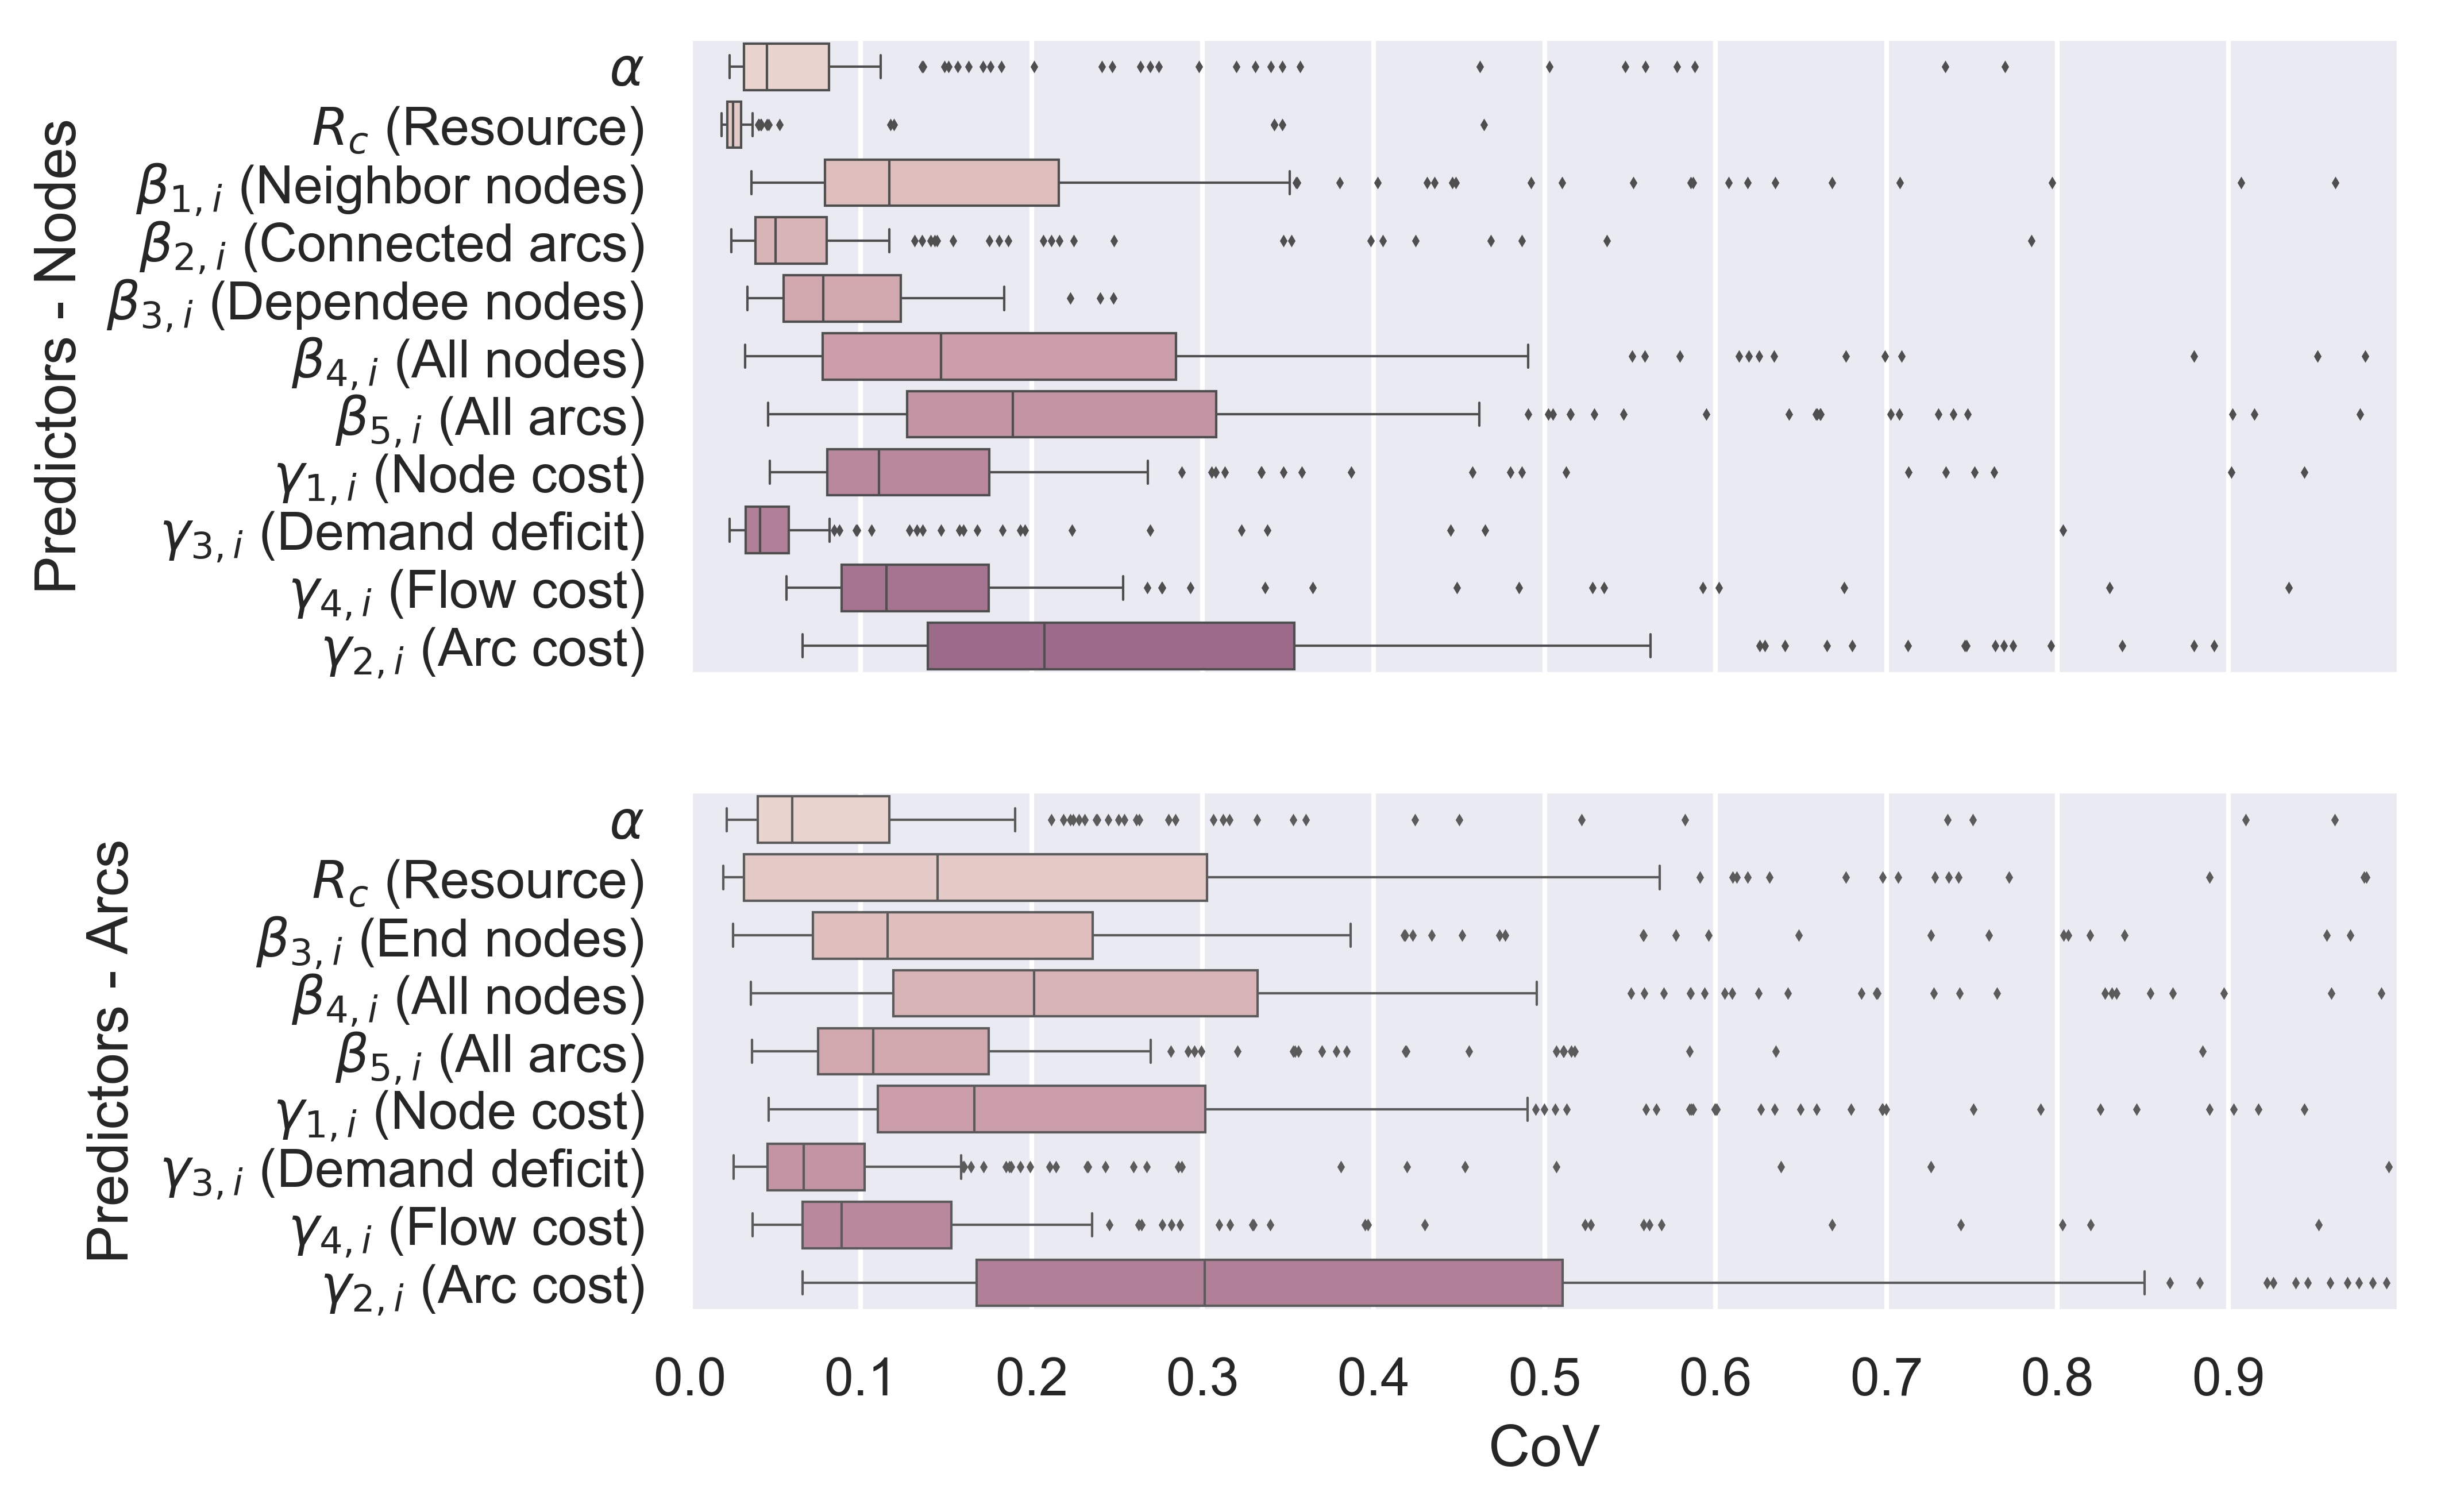 Predictors - Nodes
α
R_c (Resource)
β_{1, i} (Neighbor nodes)
β_{2, i} (Connected arcs)
β_{3, i} (Dependee nodes)
β_{4, i} (All nodes)
β_{5, i} (All arcs)
γ_{1, i} (Node cost)
γ_{3, i} (Demand deficit)
γ_{4, i} (Flow cost)
γ_{2, i} (Arc cost)
Predictors - Arcs
α
R_c (Resource)
β_{3, i} (End nodes)
β_{4, i} (All nodes)
β_{5, i} (All arcs)
γ_{1, i} (Node cost)
γ_{3, i} (Demand deficit)
γ_{4, i} (Flow cost)
γ_{2, i} (Arc cost)
0.0 0.1 0.2 0.3 0.4 0.5 0.6 0.7 0.8 0.9
CoV